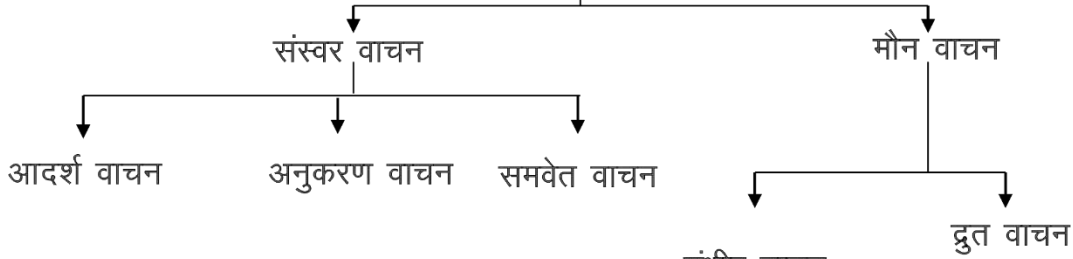 संस्वर वाचन
मौन वाचन
आदर्श वाचन
अनुकरण वाचन
समवेत वाचन
द्रुत वाचन